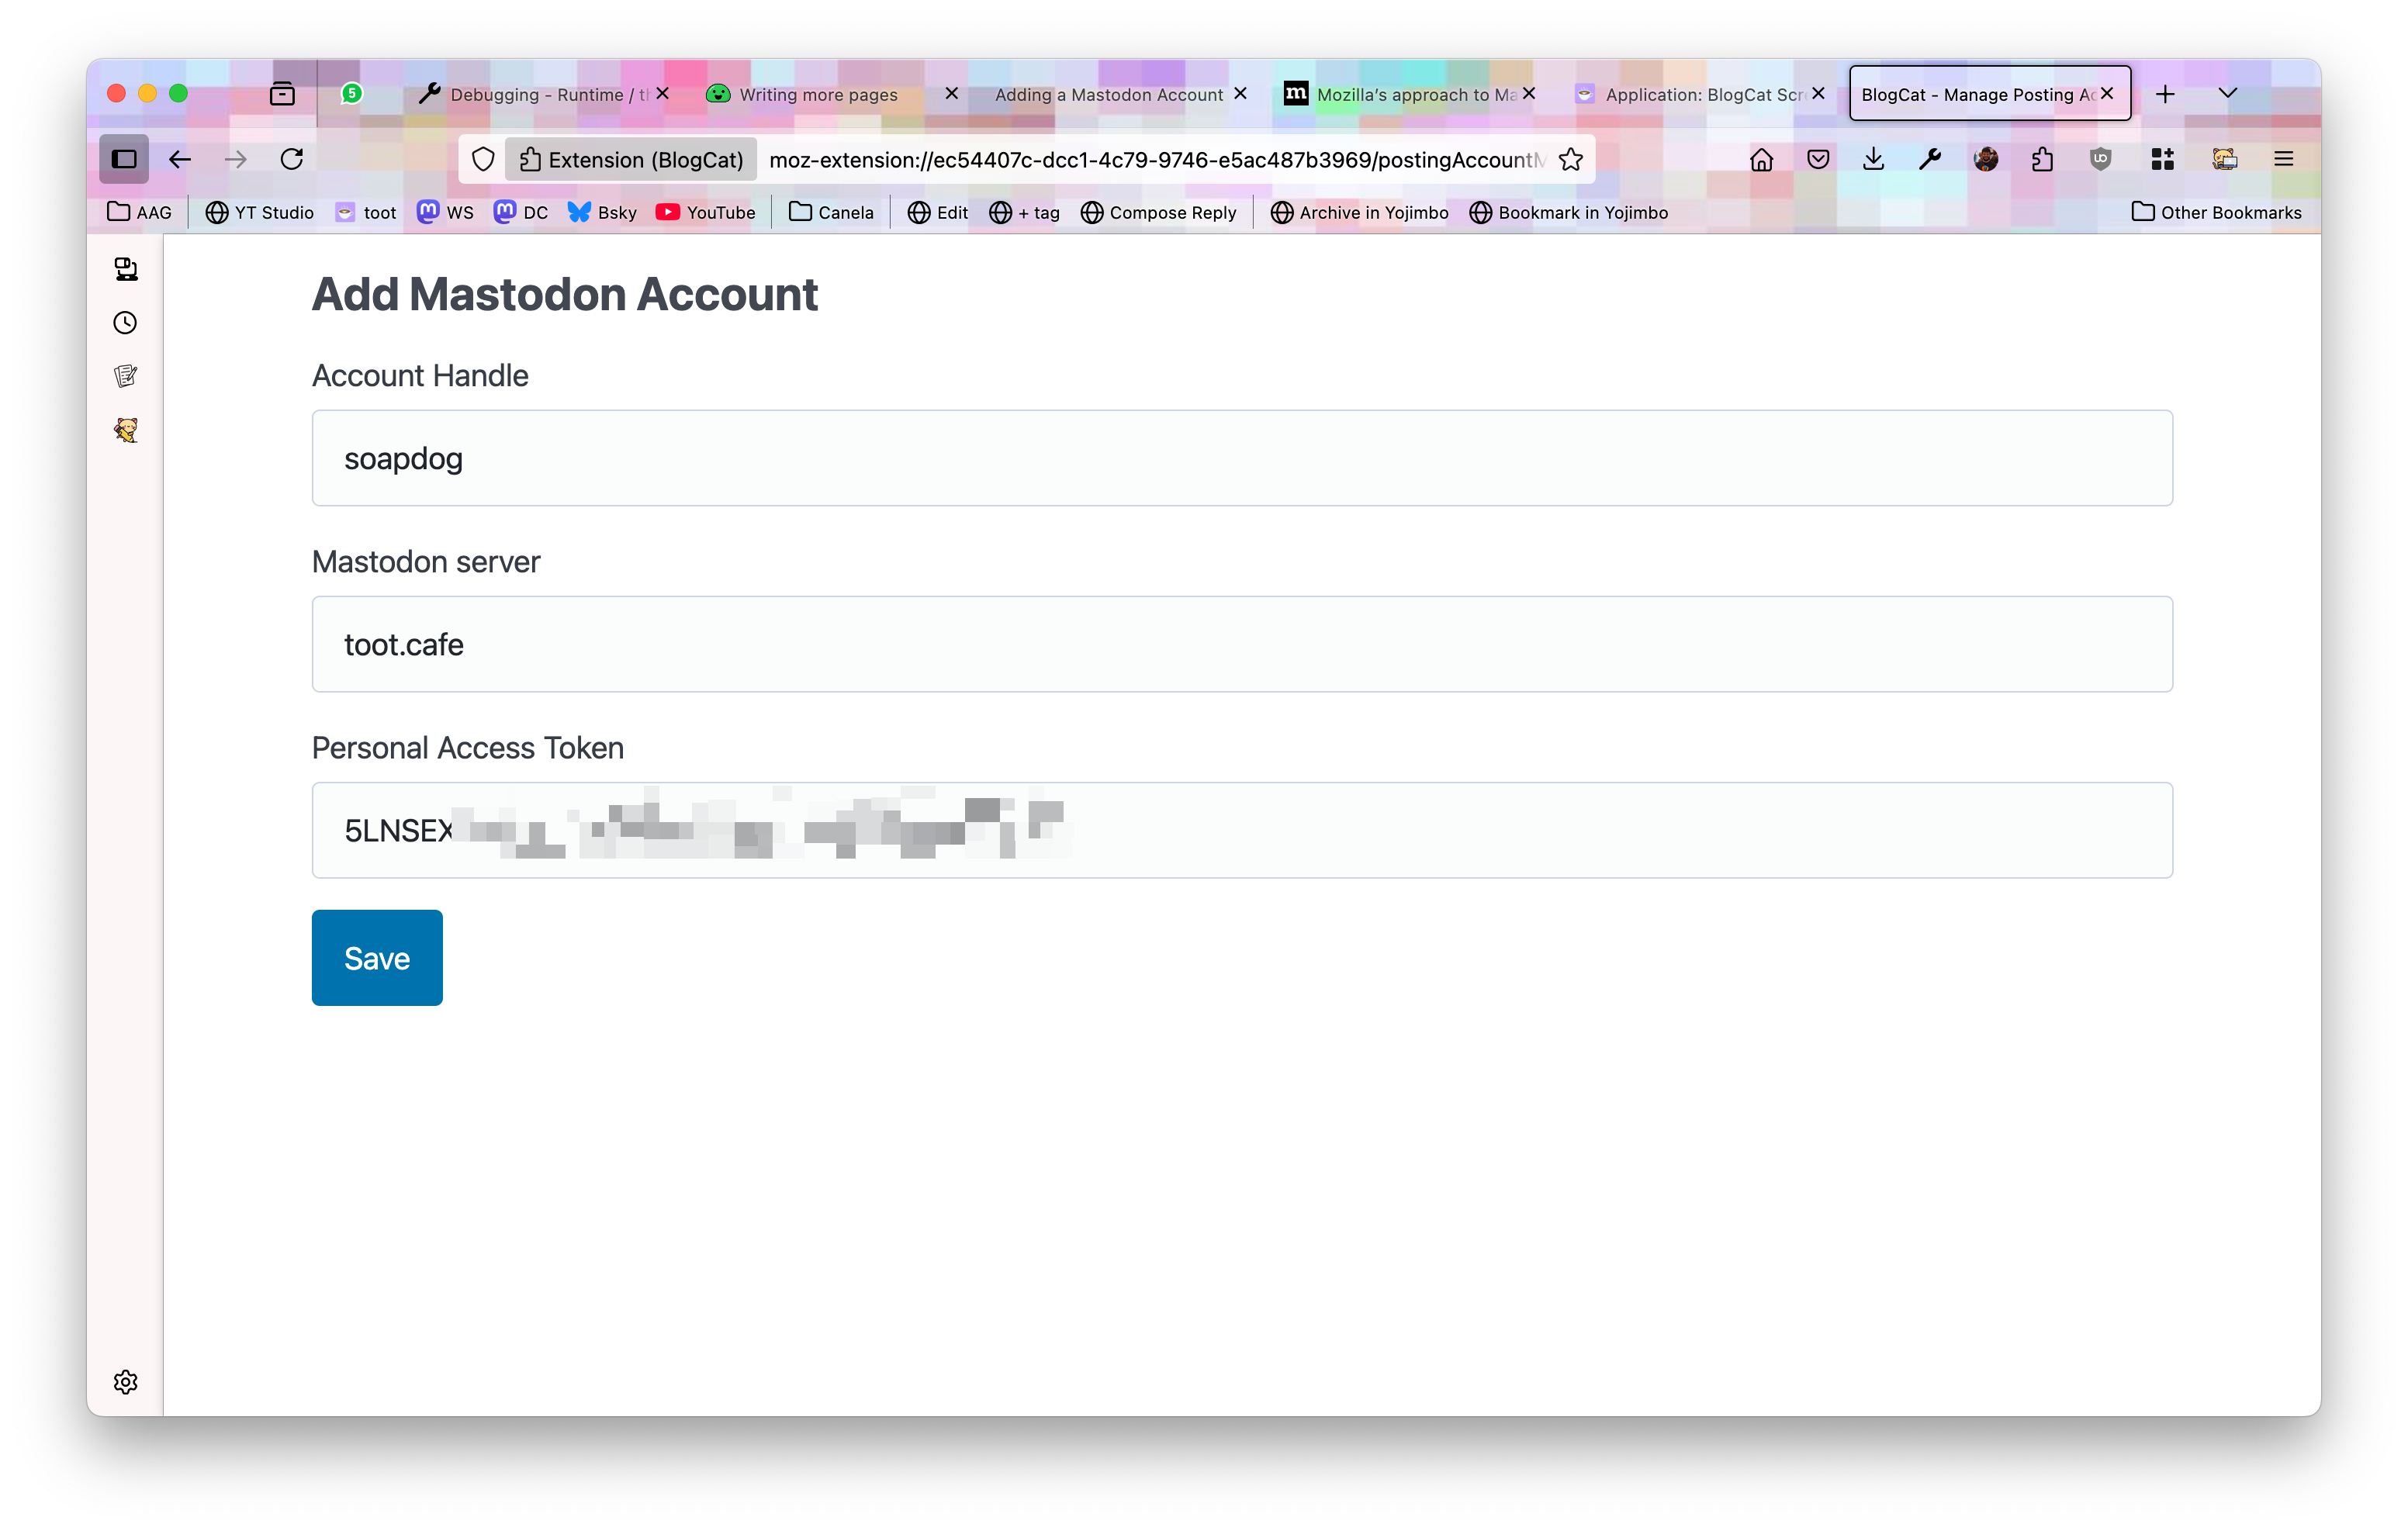 5 Debugging - Runtime / th Writing more pages Adding a Mastodon Account m Mozilla's approach to Ma Application: BlogCat Scr BlogCat - Manage Posting Ac
Extension (BlogCat) moz-extension://ec54407c-dcc1-4c79-9746-e5ac487b3969/postingAccountM
AAG YT Studio toot WS DC Bsky YouTube Canela Edit + tag Compose Reply Archive in Yojimbo Bookmark in Yojimbo Other Bookmarks
Add Mastodon Account
Account Handle
soapdog
Mastodon server
toot.cafe
Personal Access Token
5LNSEX
Save